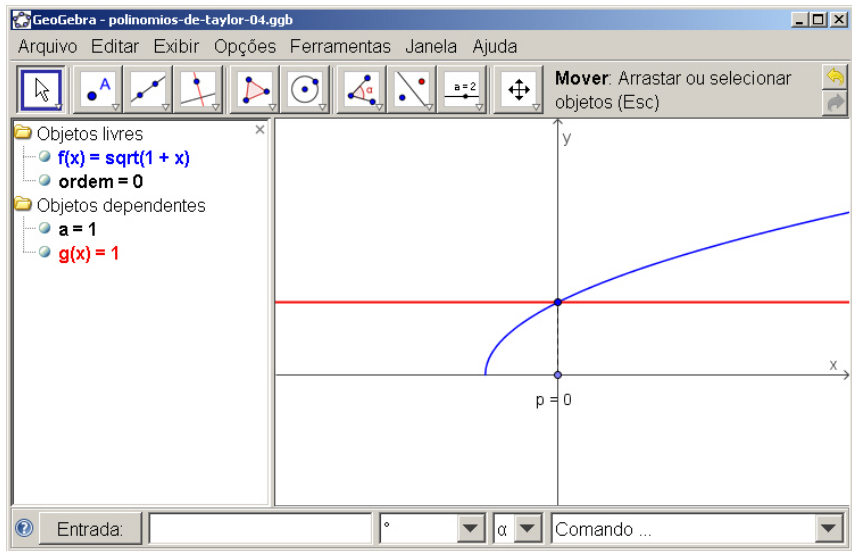 GeoGebra - polinomios-de-taylor-04.ggb
Arquivo Editar Exibir Opções Ferramentas Janela Ajuda
A
α
a = 2
Mover: Arrastar ou selecionar
objetos (Esc)
Objetos livres
f(x) = sqrt(1 + x)
ordem = 0
Objetos dependentes
a = 1
g(x) = 1
y
x
p = 0
Entrada:
°
α
Comando ...